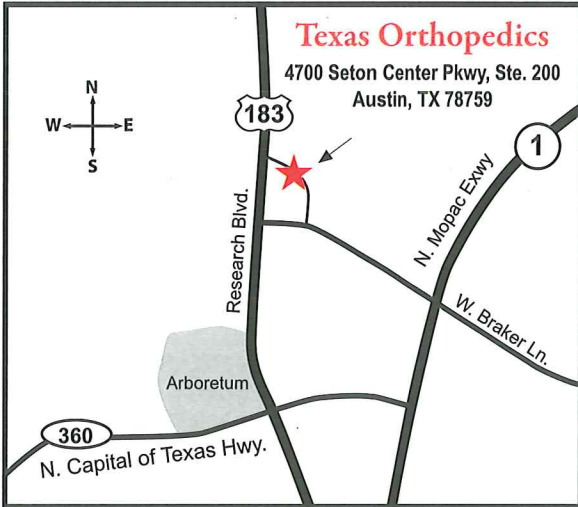 Texas Orthopedics
4700 Seton Center Pkwy, Ste. 200
Austin, TX 78759
N
W
E
S
183
1
N. Mopac Exwy
Research Blvd.
W. Braker Ln.
Arboretum
360
N. Capital of Texas Hwy.